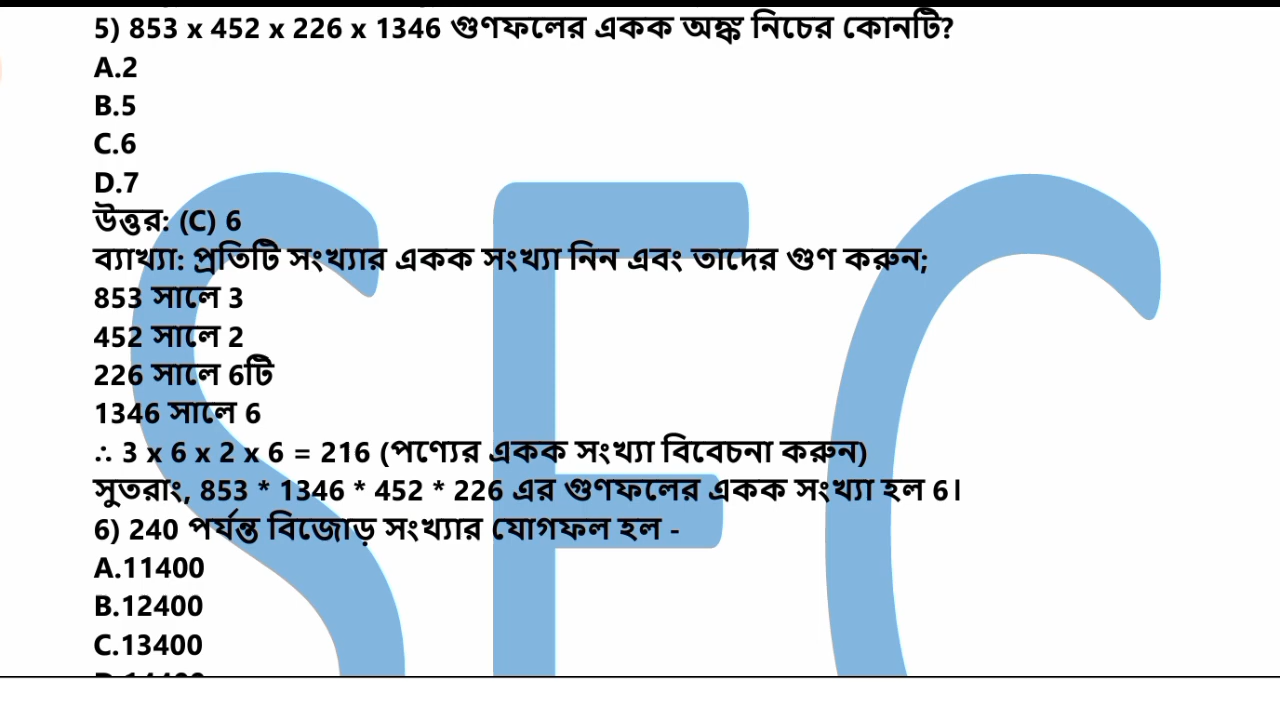 5) 853 x 452 x 226 x 1346 গুণফলের একক অঙ্ক নিচের কোনটি?
A.2
B.5
C.6
D.7
উত্তর: (C) 6
ব্যাখ্যা: প্রতিটি সংখ্যার একক সংখ্যা নিন এবং তাদের গুণ করুন;
853 সালে 3
452 সালে 2
226 সালে 6টি
1346 সালে 6
∴ 3 x 6 x 2 x 6 = 216 (পণ্যের একক সংখ্যা বিবেচনা করুন)
সুতরাং, 853 * 1346 * 452 * 226 এর গুণফলের একক সংখ্যা হল 6।
6) 240 পর্যন্ত বিজোড় সংখ্যার যোগফল হল -
A.11400
B.12400
C.13400
SEC